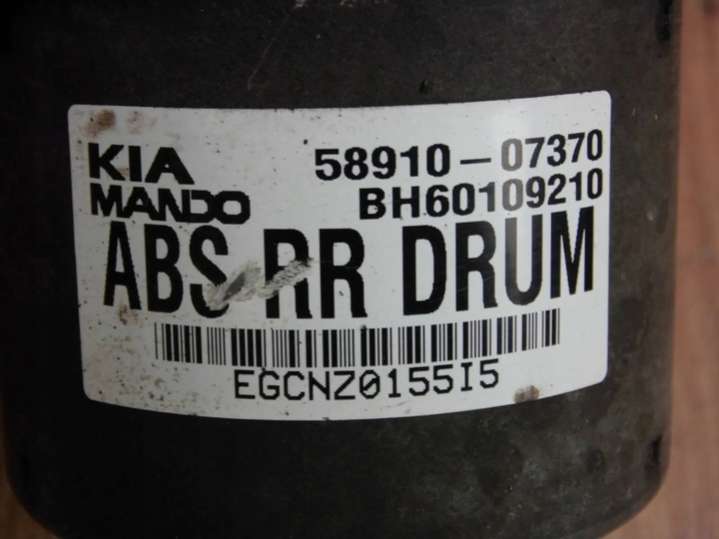 KIA 58910-07370
MANDO BH60109210
ABS RR DRUM
EGCNZ0155I5